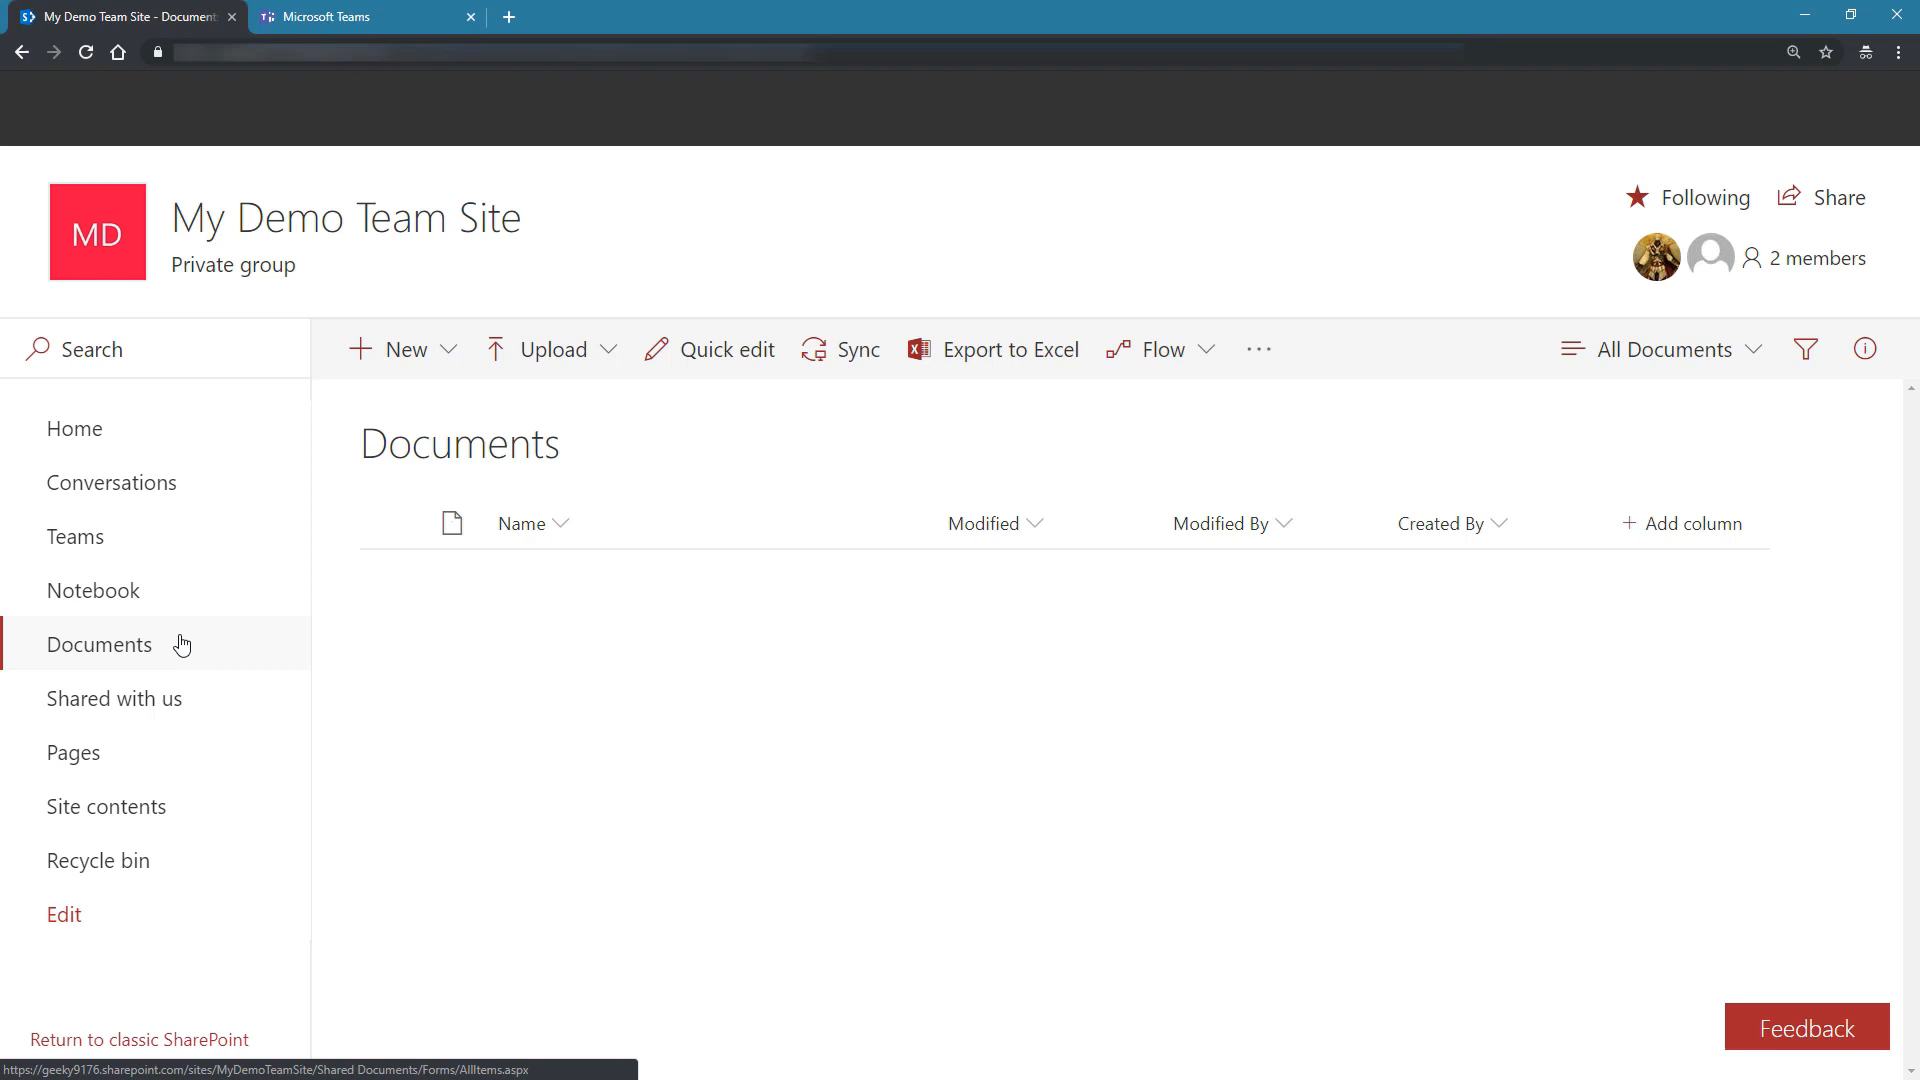 My Demo Team Site - Document
Microsoft Teams
MD
My Demo Team Site
Private group
Following
Share
2 members
Search
New
Upload
Quick edit
Sync
Export to Excel
Flow
All Documents
Home
Conversations
Teams
Notebook
Documents
Shared with us
Pages
Site contents
Recycle bin
Edit
Return to classic SharePoint
Documents
Name
Modified
Modified By
Created By
Add column
Feedback
https://geeky9176.sharepoint.com/sites/MyDemoTeamSite/Shared Documents/Forms/AllItems.aspx